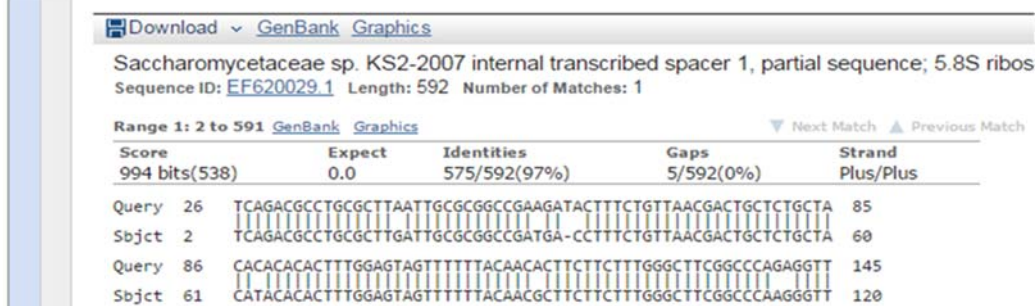 Download GenBank Graphics
Saccharomycetaceae sp. KS2-2007 internal transcribed spacer 1, partial sequence; 5.8S ribos
Sequence ID: EF620029.1 Length: 592 Number of Matches: 1
Range 1: 2 to 591 GenBank Graphics Next Match Previous Match
Score Expect Identities Gaps Strand
994 bits(538) 0.0 575/592(97%) 5/592(0%) Plus/Plus
Query 26 TCAGACGCCTGCGCTTAATTGCGCGGCCGAAGATACTTTCTGTTAACGACTGCTCTGCTA 85
Sbjct 2 TCAGACGCCTGCGCTTGATTGCGCGGCCGATGA-CCTTTCTGTTAACGACTGCTCTGCTA 60
Query 86 CACACACACTTTGGAGTAGTTTTTTACAACACTTCTTCTTTGGGCTTCGGCCCAGAGGTT 145
Sbjct 61 CATACACACTTTGGAGTAGTTTTTTACAACGCTTCTTCTTTGGGCTTCGGCCCAAGGGTT 120